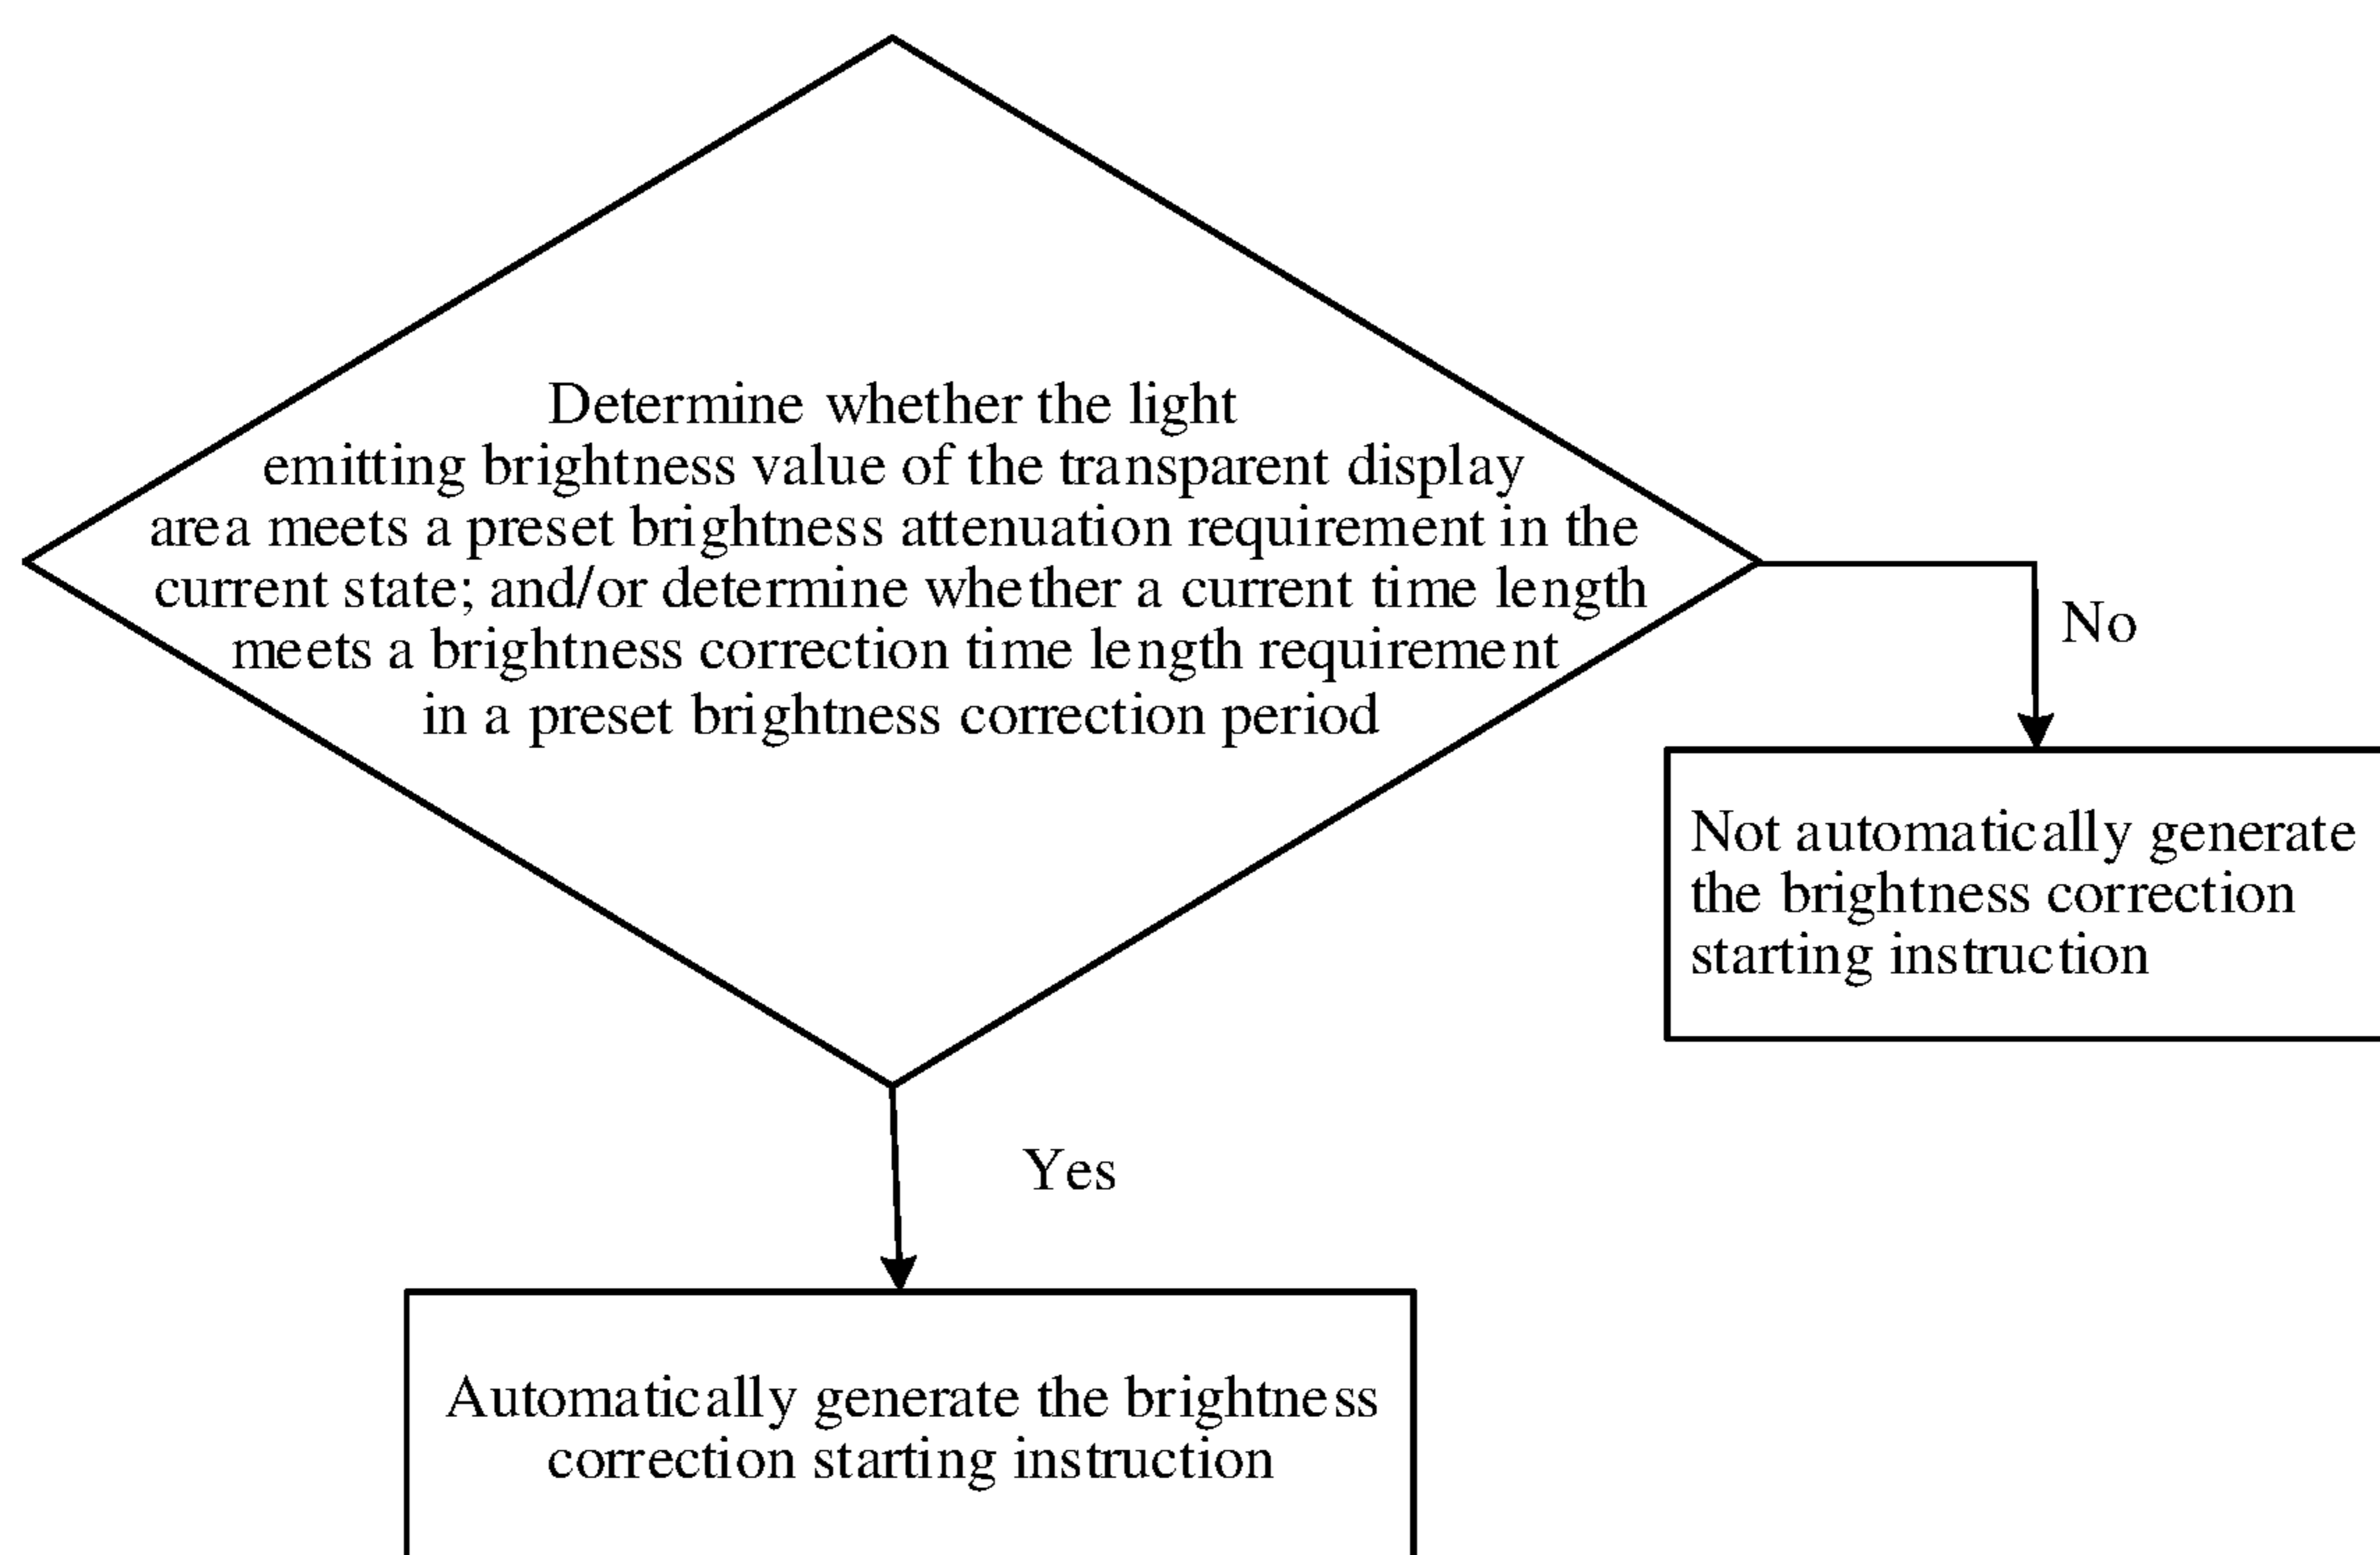 Determine whether the light
emitting brightness value of the transparent display
area meets a preset brightness attenuation requirement in the
current state; and/or determine whether a current time length
meets a brightness correction time length requirement
in a preset brightness correction period
No
Not automatically generate
the brightness correction
starting instruction
Yes
Automatically generate the brightness
correction starting instruction